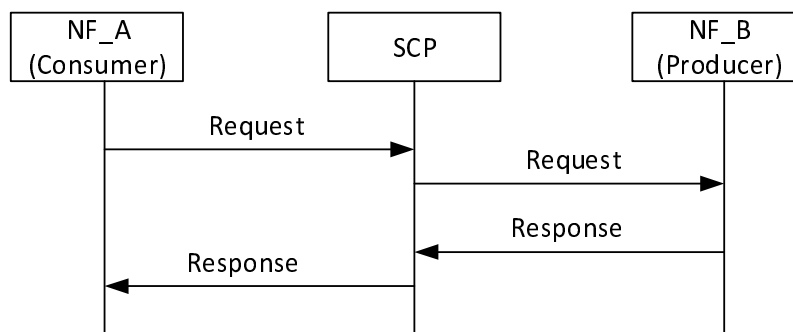 NF_A
(Consumer)
SCP
NF_B
(Producer)
Request
Request
Response
Response